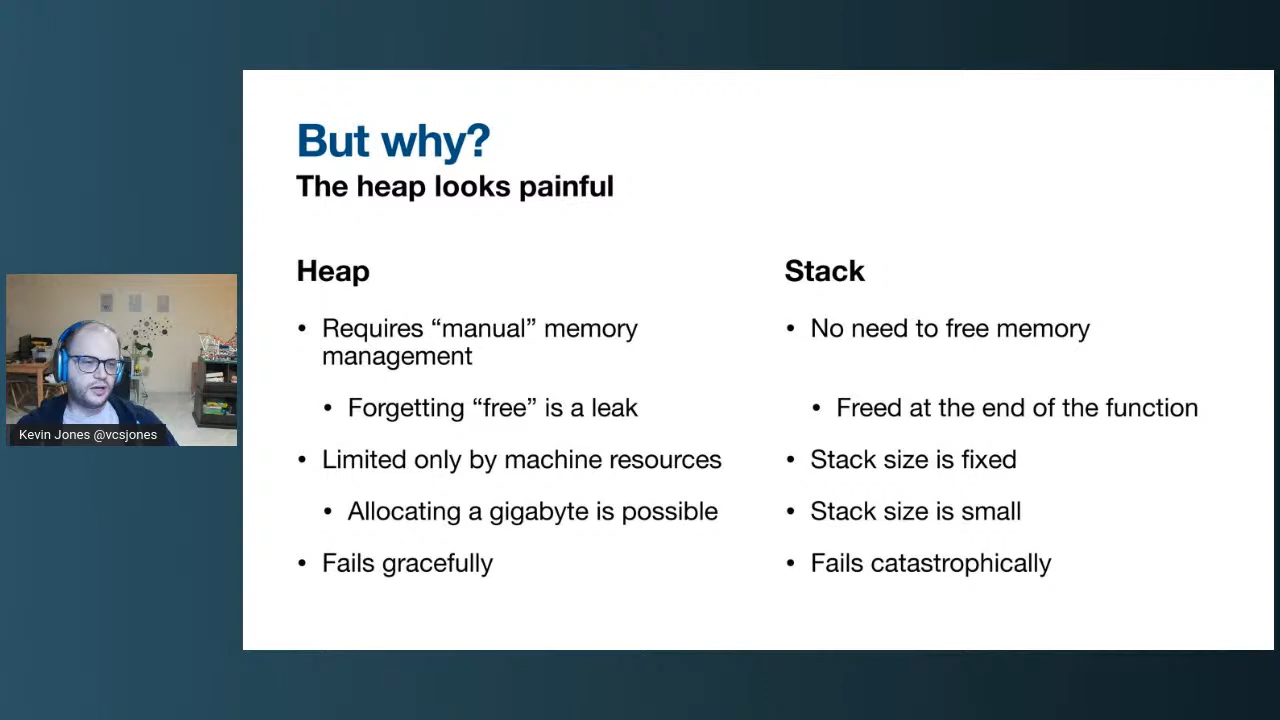 But why?
The heap looks painful
Heap
• Requires “manual” memory
management
• Forgetting “free” is a leak
• Limited only by machine resources
• Allocating a gigabyte is possible
• Fails gracefully
Stack
• No need to free memory
• Freed at the end of the function
• Stack size is fixed
• Stack size is small
• Fails catastrophically
Kevin Jones @vcsjones